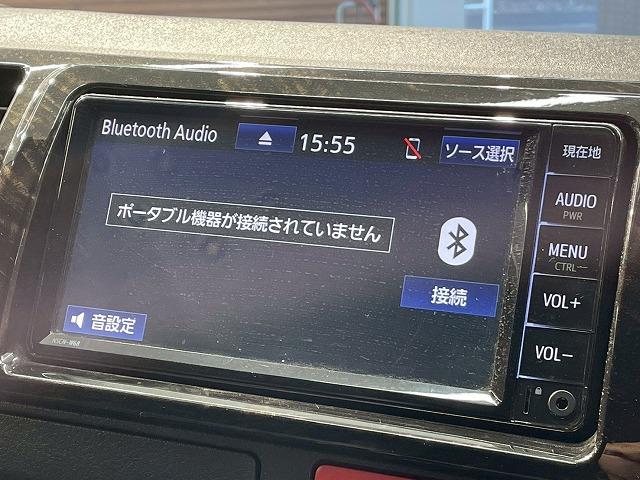 Bluetooth Audio
15:55
ソース選択
現在地
ポータブル機器が接続されていません
AUDIO
PWR
MENU
CTRL
接続
VOL+
音設定
VOL−
NSCN-W68